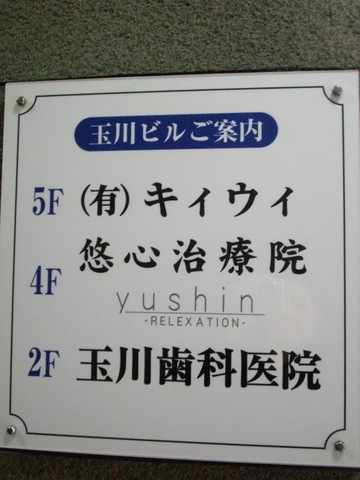 玉川ビルご案内
5F (有)キィウィ
4F 悠心治療院
yushin
-RELEXATION-
2F 玉川歯科医院